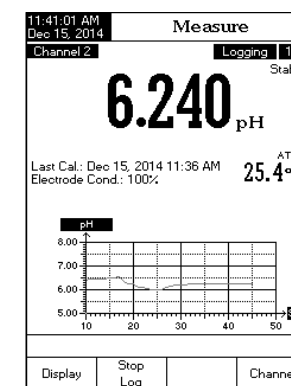 11:41:01 AM
Dec 15, 2014
Measure
Channel 2
Logging 1
Stal
6.240 pH
Last Cal.: Dec 15, 2014 11:36 AM
Electrode Cond.: 100%
AT
25.4°
pH
8.00
7.00
6.00
5.00
10 20 30 40 50
Display
Stop
Log
Channe